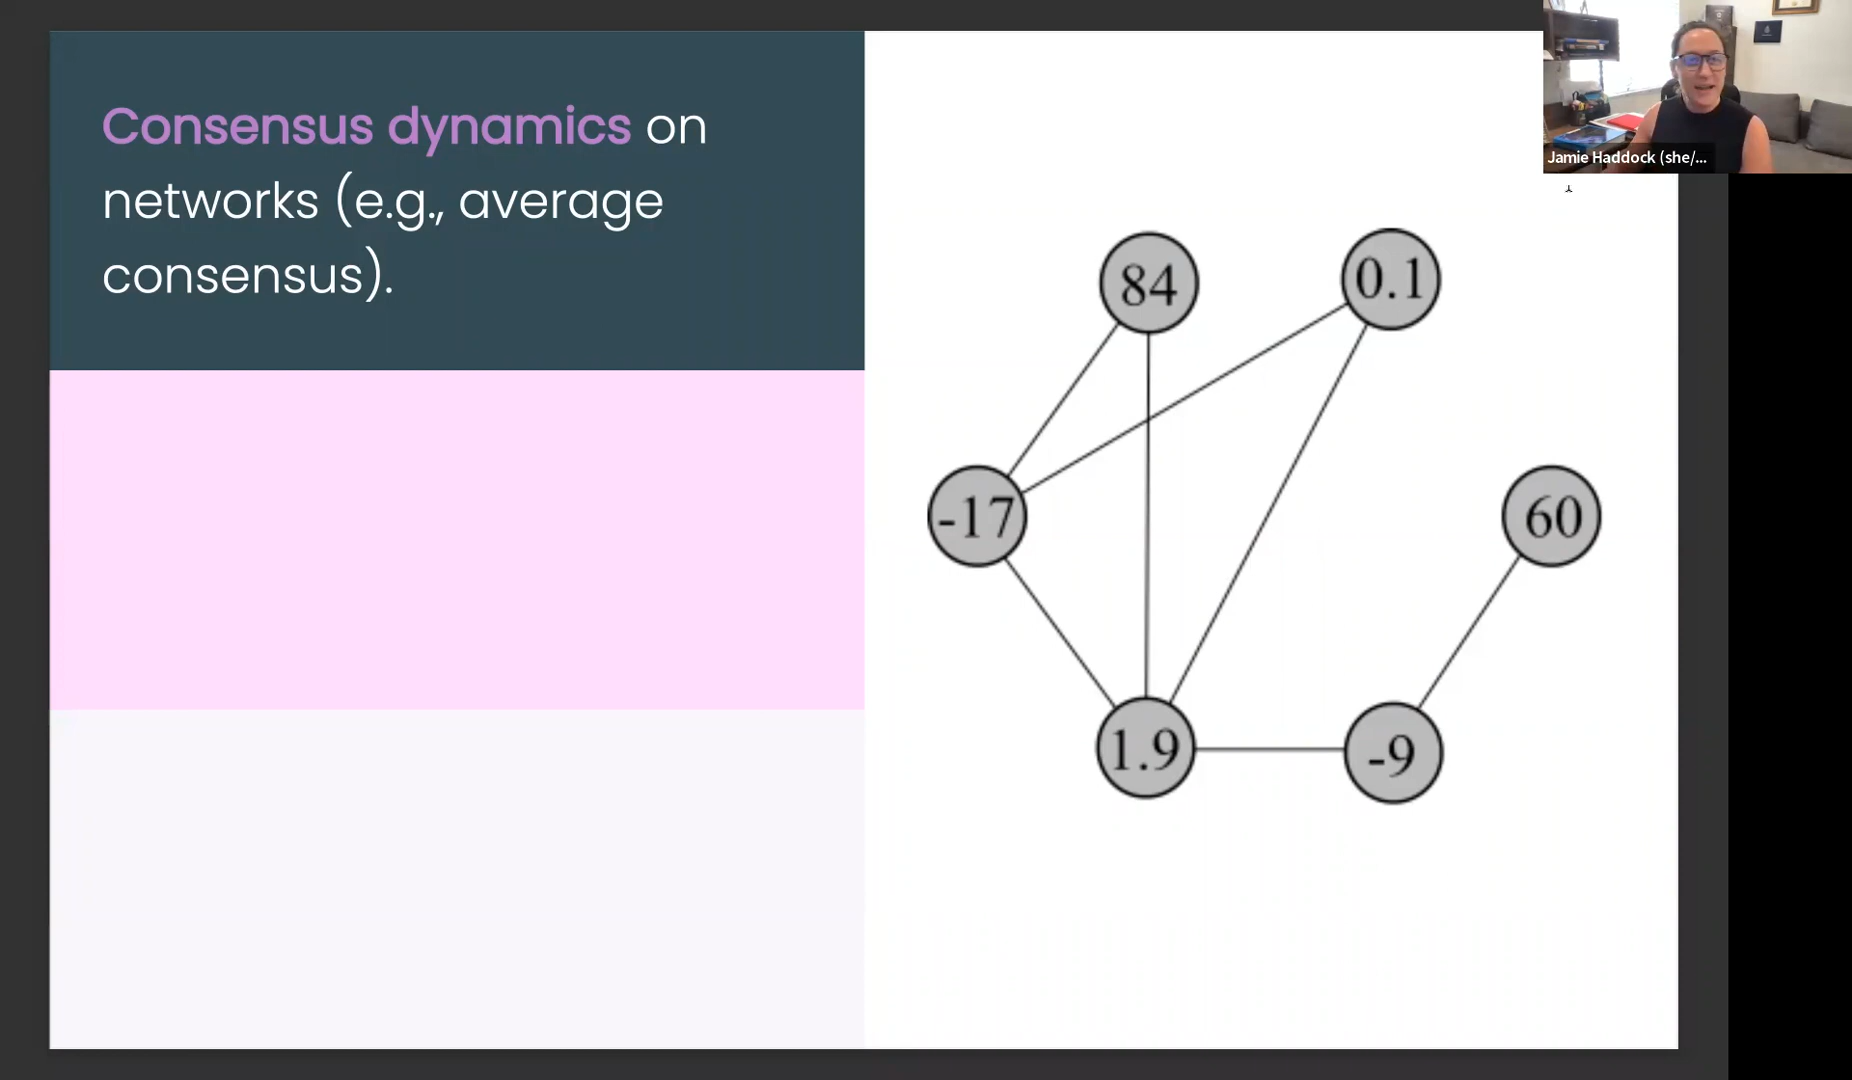 Consensus dynamics on
networks (e.g., average
consensus).
Jamie Haddock (she/...
84
0.1
-17
60
1.9
-9